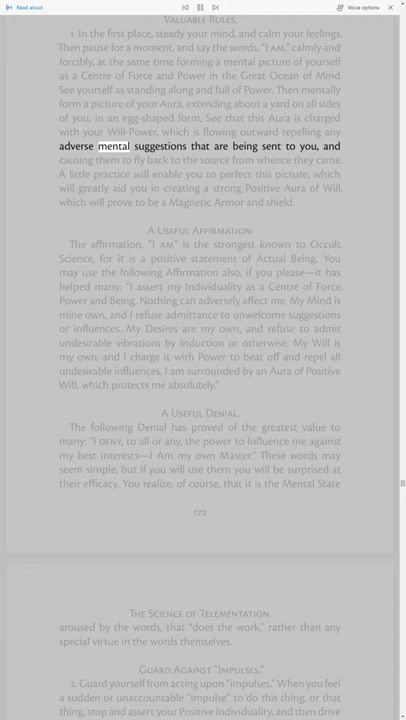 Read aloud
Voice options
VALUABLE RULES.
1. In the first place, steady your mind, and calm your feelings.
Then pause for a moment, and say the words, "I AM," calmly and
forcibly, at the same time forming a mental picture of yourself
as a Centre of Force and Power in the Great Ocean of Mind.
See yourself as standing along and full of Power. Then mentally
form a picture of your Aura, extending about a yard on all sides
of you, in an egg-shaped form. See that this Aura is charged
with your Will-Power, which is flowing outward repelling any
adverse mental suggestions that are being sent to you, and
causing them to fly back to the source from whence they came.
A little practice will enable you to perfect this picture, which
will greatly aid you in creating a strong Positive Aura of Will,
which will prove to be a Magnetic Armor and shield.
A USEFUL AFFIRMATION.
The affirmation, "I AM" is the strongest known to Occult
Science, for it is a positive statement of Actual Being. You
may use the following Affirmation also, if you please—it has
helped many: "I assert my Individuality as a Centre of Force,
Power and Being. Nothing can adversely affect me. My Mind is
mine own, and I refuse admittance to unwelcome suggestions
or influences. My Desires are my own, and refuse to admit
undesirable vibrations by Induction or otherwise. My Will is
my own, and I charge it with Power to beat off and repel all
undesirable influences. I am surrounded by an Aura of Positive
Will, which protects me absolutely."
A USEFUL DENIAL.
The following Denial has proved of the greatest value to
many: "I DENY, to all or any, the power to Influence me against
my best interests—I Am my own Master." These words may
seem simple, but if you will use them you will be surprised at
their efficacy. You realize, of course, that it is the Mental State
172
THE SCIENCE OF TELEMENTATION.
aroused by the words, that "does the work," rather than any
special virtue in the words themselves.
GUARD AGAINST "IMPULSES."
2. Guard yourself from acting upon "impulses." When you feel
a sudden or unaccountable "impulse" to do this thing, or that
thing, stop and assert your Positive Individuality, and then drive